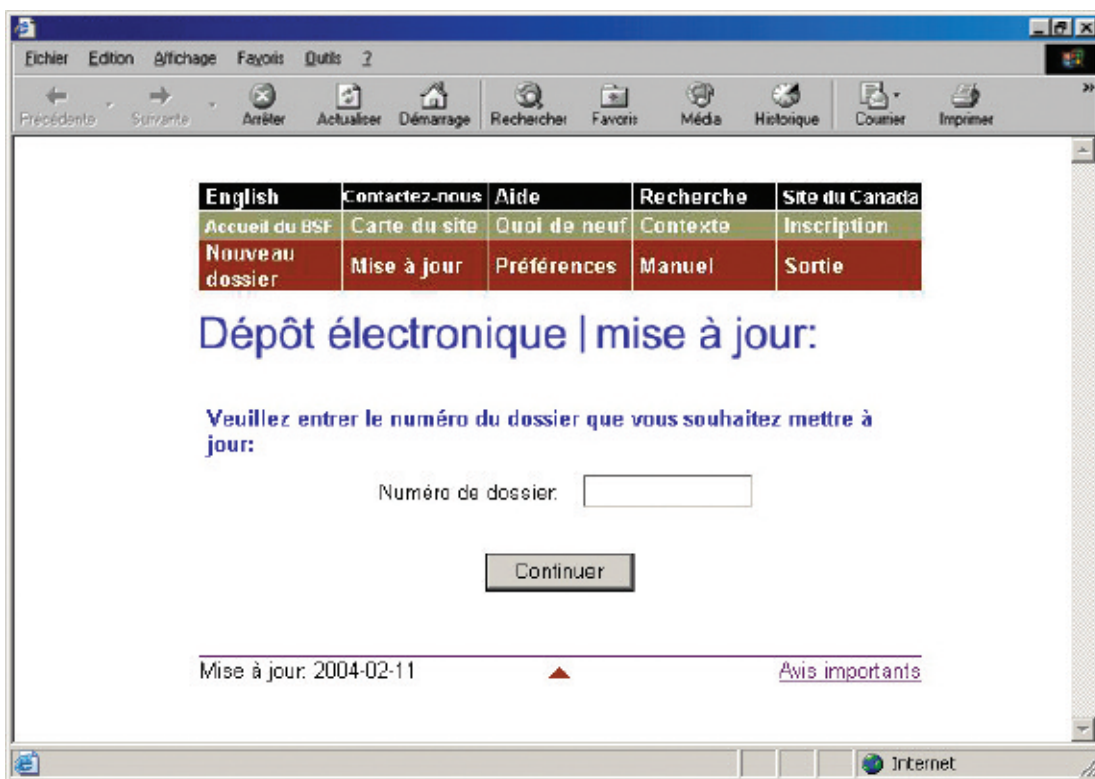 Fichier Edition Affichage Favoris Outils ?
Précédente Suivante Arrêter Actualiser Démarrage Rechercher Favoris Média Historique Courrier Imprimer
English Contactez-nous Aide Recherche Site du Canada
Accueil du BSF Carte du site Quoi de neuf Contexte Inscription
Nouveau dossier Mise à jour Préférences Manuel Sortie
Dépôt électronique | mise à jour:
Veuillez entrer le numéro du dossier que vous souhaitez mettre à
jour:
Numéro de dossier:
Continuer
Mise à jour: 2004-02-11 Avis importants
Internet